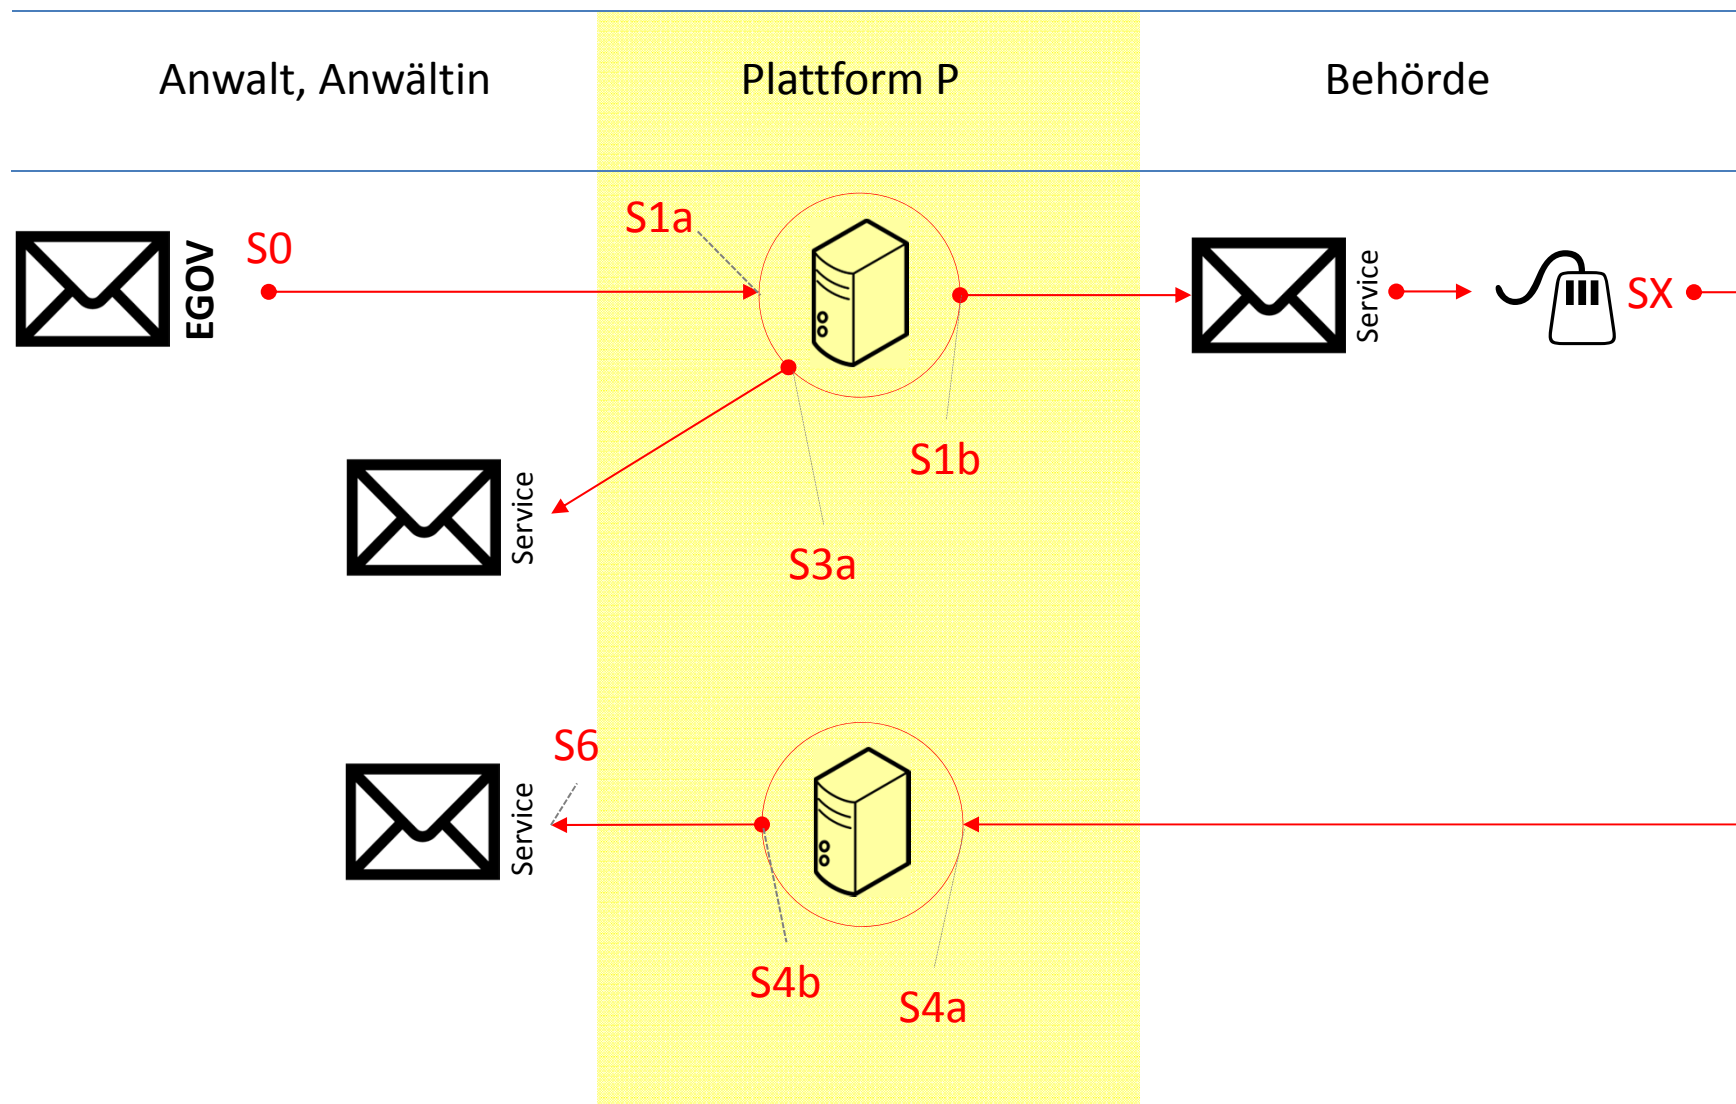 Anwalt, Anwältin
Plattform P
Behörde
EGOV
S0
S1a
Service
SX
S1b
Service
S3a
S6
Service
S4b
S4a